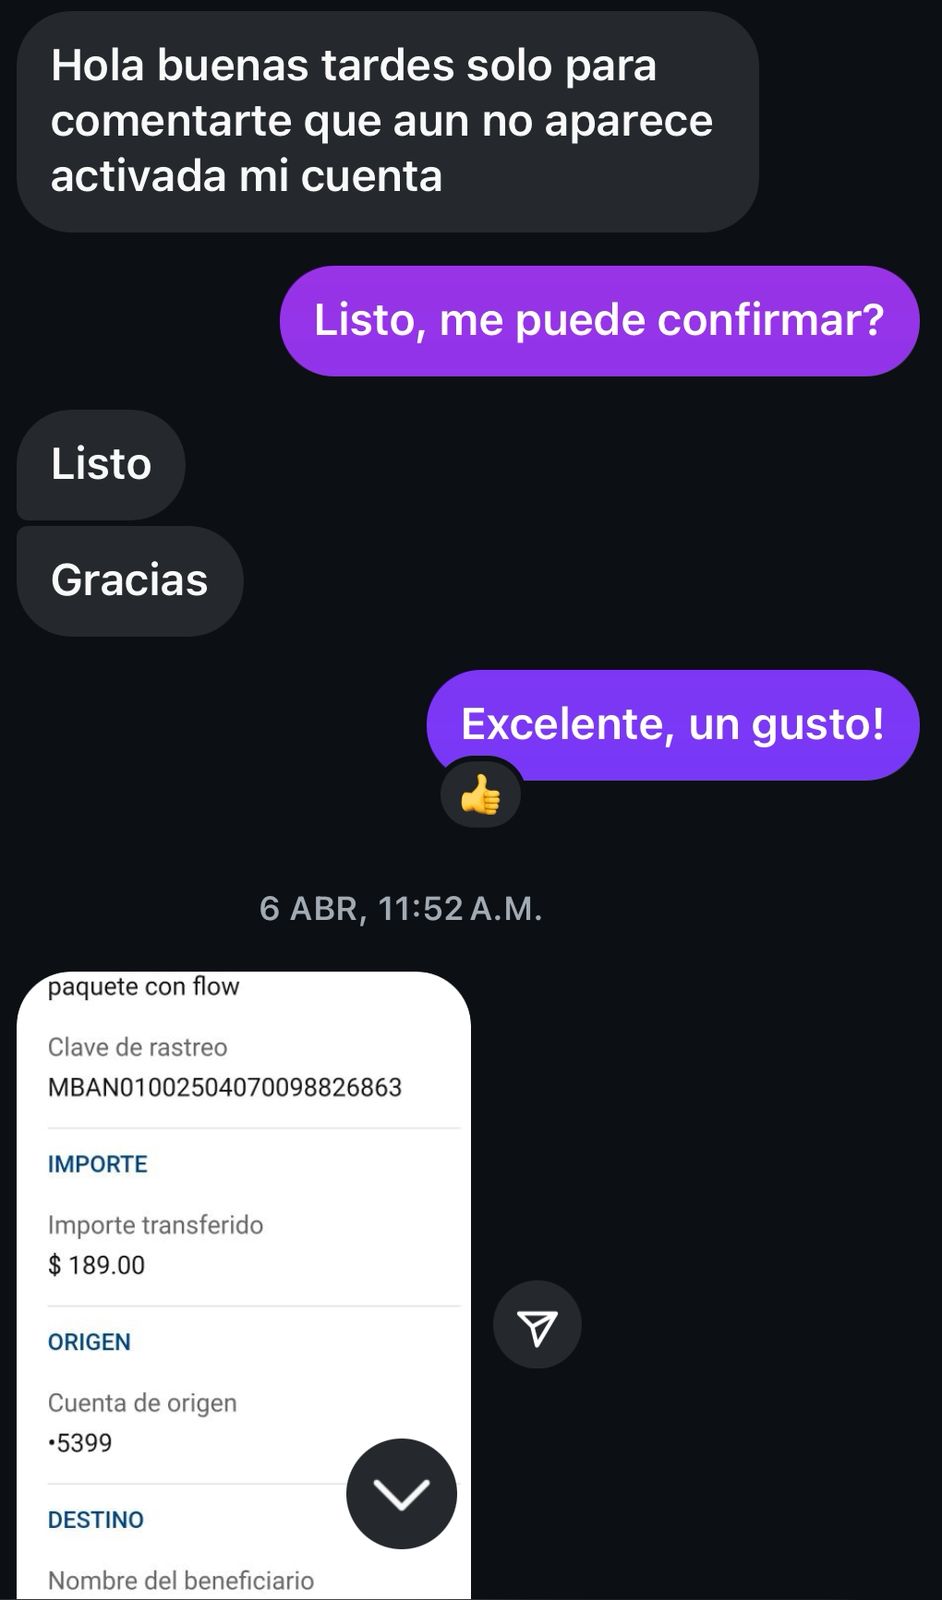 Hola buenas tardes solo para
comentarte que aun no aparece
activada mi cuenta
Listo, me puede confirmar?
Listo
Gracias
Excelente, un gusto!
👍
6 ABR, 11:52 A.M.
paquete con flow
Clave de rastreo
MBAN01002504070098826863
IMPORTE
Importe transferido
$ 189.00
ORIGEN
Cuenta de origen
•5399
DESTINO
Nombre del beneficiario